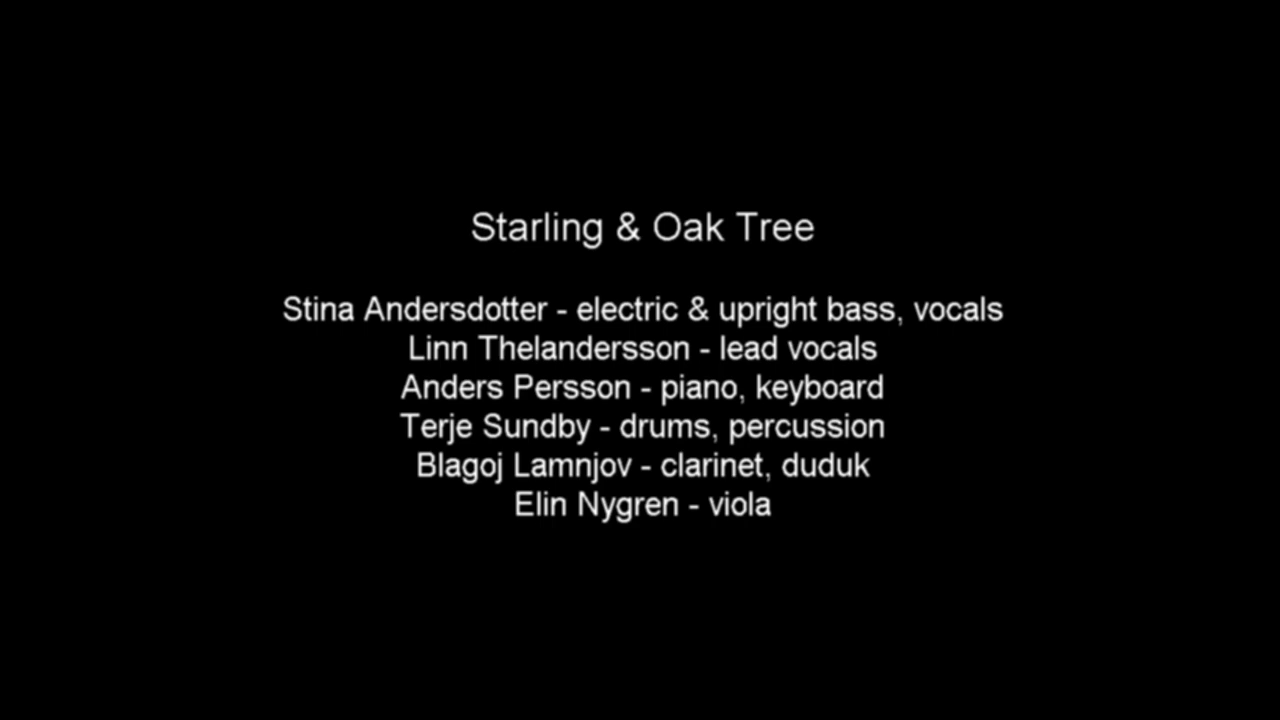 Starling & Oak Tree
Stina Andersdotter - electric & upright bass, vocals
Linn Thelandersson - lead vocals
Anders Persson - piano, keyboard
Terje Sundby - drums, percussion
Blagoj Lamnjov - clarinet, duduk
Elin Nygren - viola